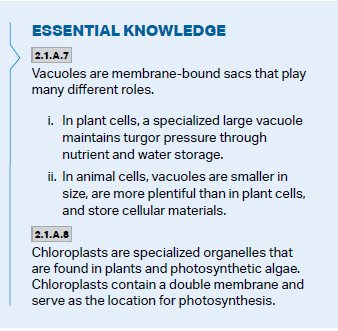 ESSENTIAL KNOWLEDGE
2.1.A.7
Vacuoles are membrane-bound sacs that play
many different roles.
i. In plant cells, a specialized large vacuole
maintains turgor pressure through
nutrient and water storage.
ii. In animal cells, vacuoles are smaller in
size, are more plentiful than in plant cells,
and store cellular materials.
2.1.A.8
Chloroplasts are specialized organelles that
are found in plants and photosynthetic algae.
Chloroplasts contain a double membrane and
serve as the location for photosynthesis.